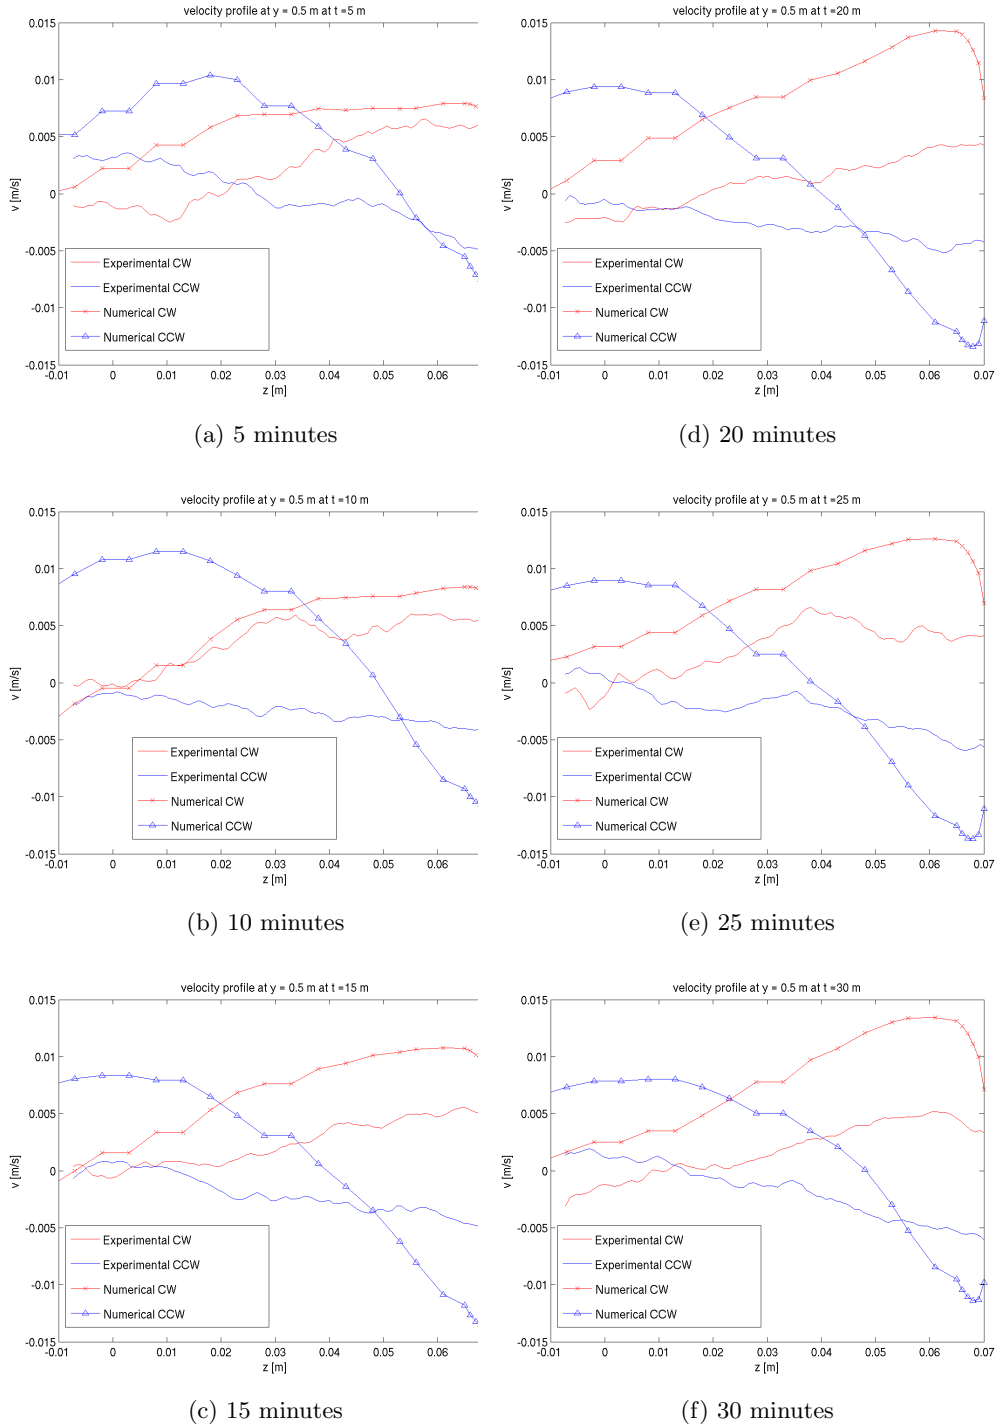 velocity profile at y = 0.5 m at t =5 m
0.015
0.01
0.005
0
-0.005
-0.01
-0.015
v [m/s]
Experimental CW
Experimental CCW
Numerical CW
Numerical CCW
-0.01 0 0.01 0.02 0.03 0.04 0.05 0.06
z [m]
(a) 5 minutes
velocity profile at y = 0.5 m at t =20 m
0.015
0.01
0.005
0
-0.005
-0.01
-0.015
v [m/s]
Experimental CW
Experimental CCW
Numerical CW
Numerical CCW
-0.01 0 0.01 0.02 0.03 0.04 0.05 0.06 0.07
z [m]
(d) 20 minutes
velocity profile at y = 0.5 m at t =10 m
0.015
0.01
0.005
0
-0.005
-0.01
-0.015
v [m/s]
Experimental CW
Experimental CCW
Numerical CW
Numerical CCW
-0.01 0 0.01 0.02 0.03 0.04 0.05 0.06
z [m]
(b) 10 minutes
velocity profile at y = 0.5 m at t =25 m
0.015
0.01
0.005
0
-0.005
-0.01
-0.015
v [m/s]
Experimental CW
Experimental CCW
Numerical CW
Numerical CCW
-0.01 0 0.01 0.02 0.03 0.04 0.05 0.06 0.07
z [m]
(e) 25 minutes
velocity profile at y = 0.5 m at t =15 m
0.015
0.01
0.005
0
-0.005
-0.01
-0.015
v [m/s]
Experimental CW
Experimental CCW
Numerical CW
Numerical CCW
-0.01 0 0.01 0.02 0.03 0.04 0.05 0.06
z [m]
(c) 15 minutes
velocity profile at y = 0.5 m at t =30 m
0.015
0.01
0.005
0
-0.005
-0.01
-0.015
v [m/s]
Experimental CW
Experimental CCW
Numerical CW
Numerical CCW
-0.01 0 0.01 0.02 0.03 0.04 0.05 0.06 0.07
z [m]
(f) 30 minutes